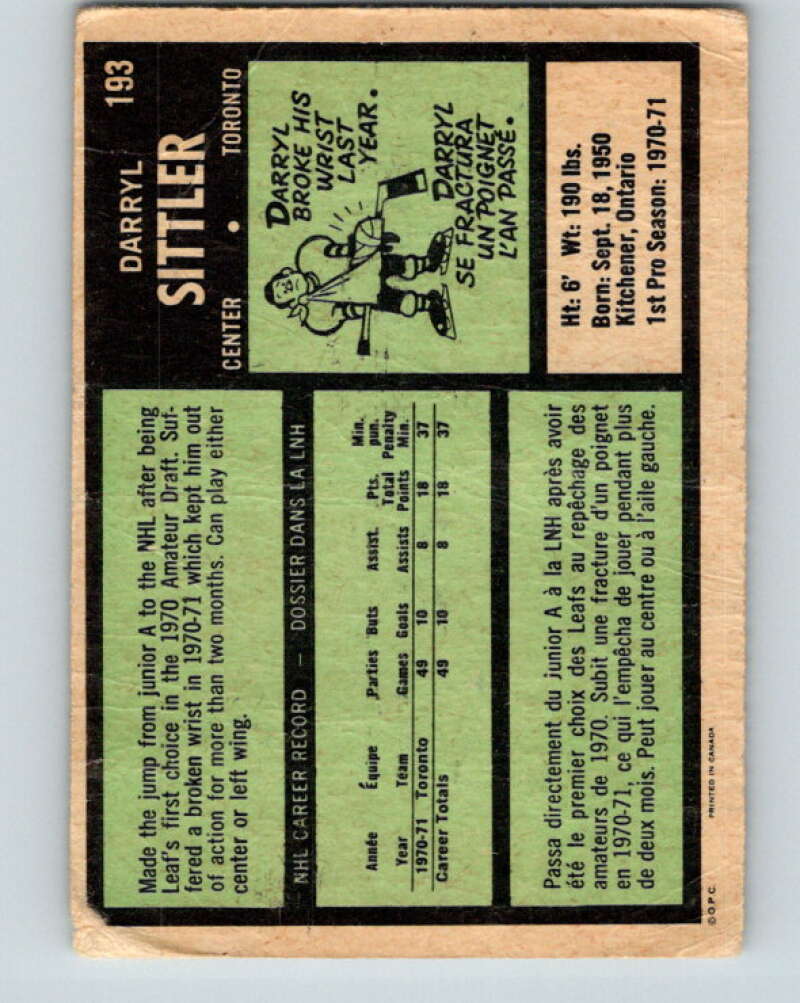 193
DARRYL
SITTLER
CENTER • TORONTO
Made the jump from junior A to the NHL after being
Leaf's first choice in the 1970 Amateur Draft. Suf-
fered a broken wrist in 1970-71 which kept him out
of action for more than two months. Can play either
center or left wing.
DARRYL
BROKE HIS
WRIST
LAST
YEAR.
DARRYL
SE FRACTURA
UN POIGNET
L'AN PASSÉ.
NHL CAREER RECORD — DOSSIER DANS LA LNH
Année Équipe Parties Buts Assist. Pts. Min. pun.
Year Team Games Goals Assists Total Points Penalty Min.
1970-71 Toronto 49 10 8 18 37
Career Totals 49 10 8 18 37
Ht: 6' Wt: 190 lbs.
Born: Sept. 18, 1950
Kitchener, Ontario
1st Pro Season: 1970-71
Passa directement du junior A à la LNH après avoir
été le premier choix des Leafs au repêchage des
amateurs de 1970. Subit une fracture d'un poignet
en 1970-71, ce qui l'empêcha de jouer pendant plus
de deux mois. Peut jouer au centre ou à l'aile gauche.
©O.P.C. PRINTED IN CANADA